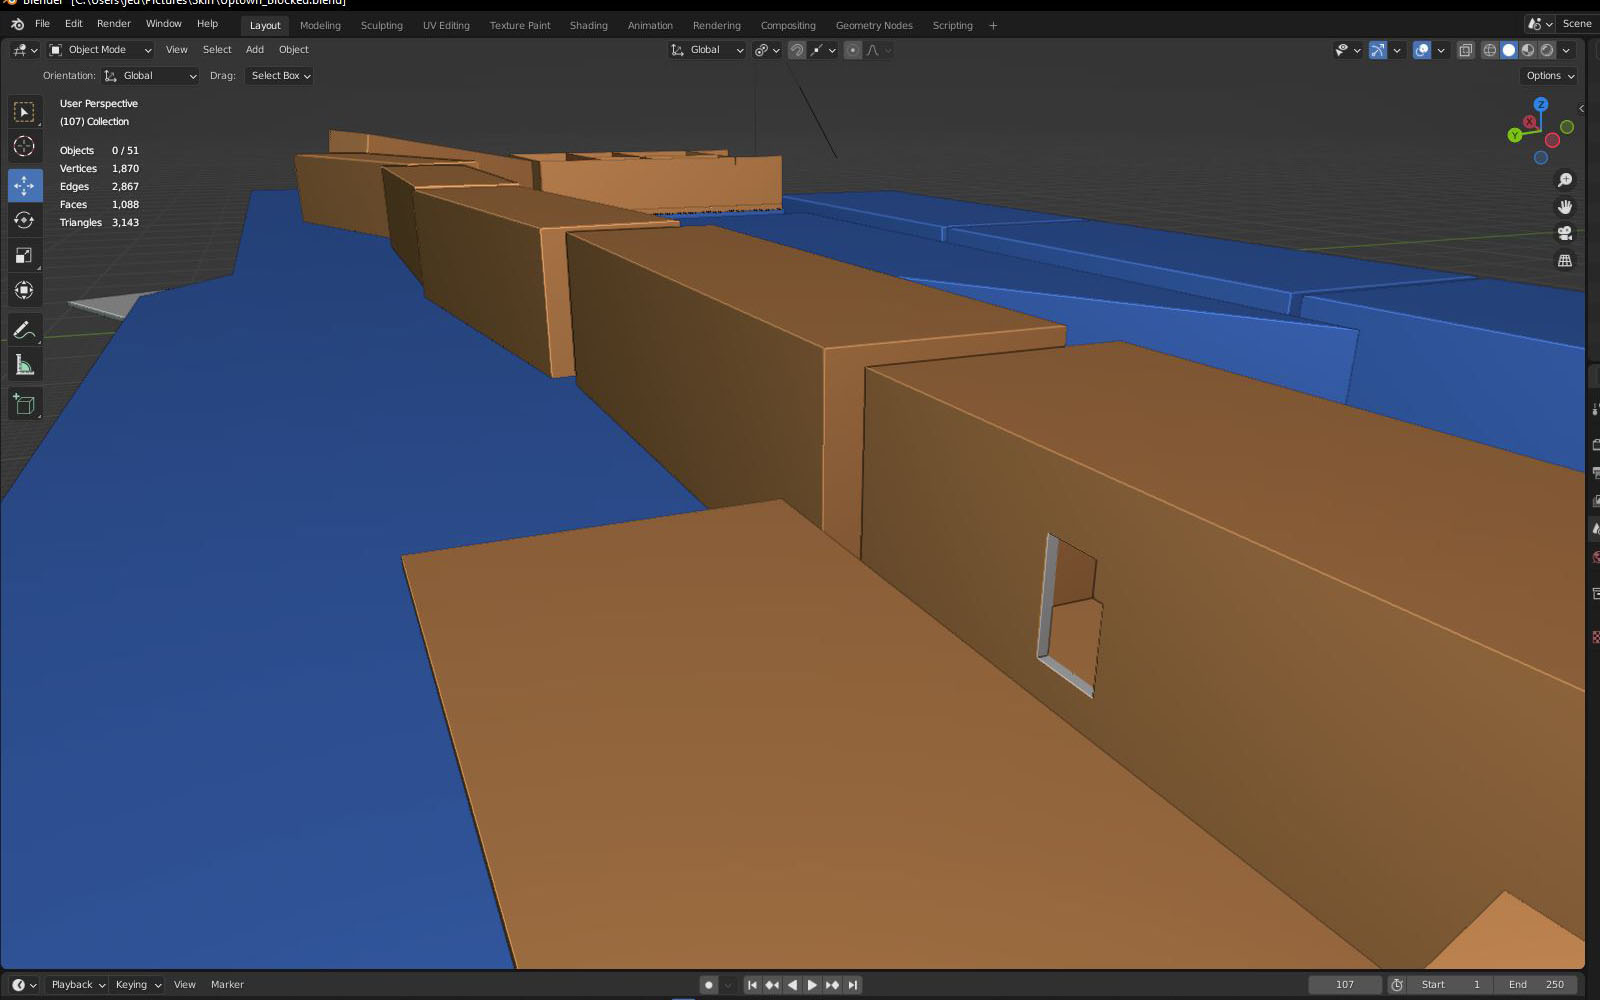 Blender [C:\Users\jed\Pictures\Skin\Uptown_Blocked.blend]
File Edit Render Window Help Layout Modeling Sculpting UV Editing Texture Paint Shading Animation Rendering Compositing Geometry Nodes Scripting + Scene
Object Mode View Select Add Object Global
Orientation: Global Drag: Select Box Options
User Perspective
(107) Collection
Objects 0 / 51
Vertices 1,870
Edges 2,867
Faces 1,088
Triangles 3,143
Z
X
Y
Playback Keying View Marker 107 Start 1 End 250